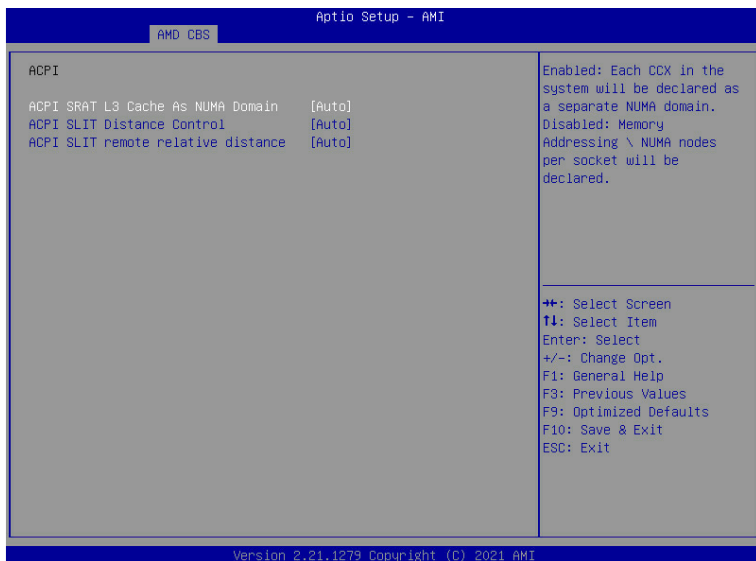 Aptio Setup - AMI
AMD CBS
ACPI
ACPI SRAT L3 Cache As NUMA Domain [Auto]
ACPI SLIT Distance Control [Auto]
ACPI SLIT remote relative distance [Auto]
Enabled: Each CCX in the
system will be declared as
a separate NUMA domain.
Disabled: Memory
Addressing \ NUMA nodes
per socket will be
declared.
→←: Select Screen
↑↓: Select Item
Enter: Select
+/-: Change Opt.
F1: General Help
F3: Previous Values
F9: Optimized Defaults
F10: Save & Exit
ESC: Exit
Version 2.21.1279 Copyright (C) 2021 AMI